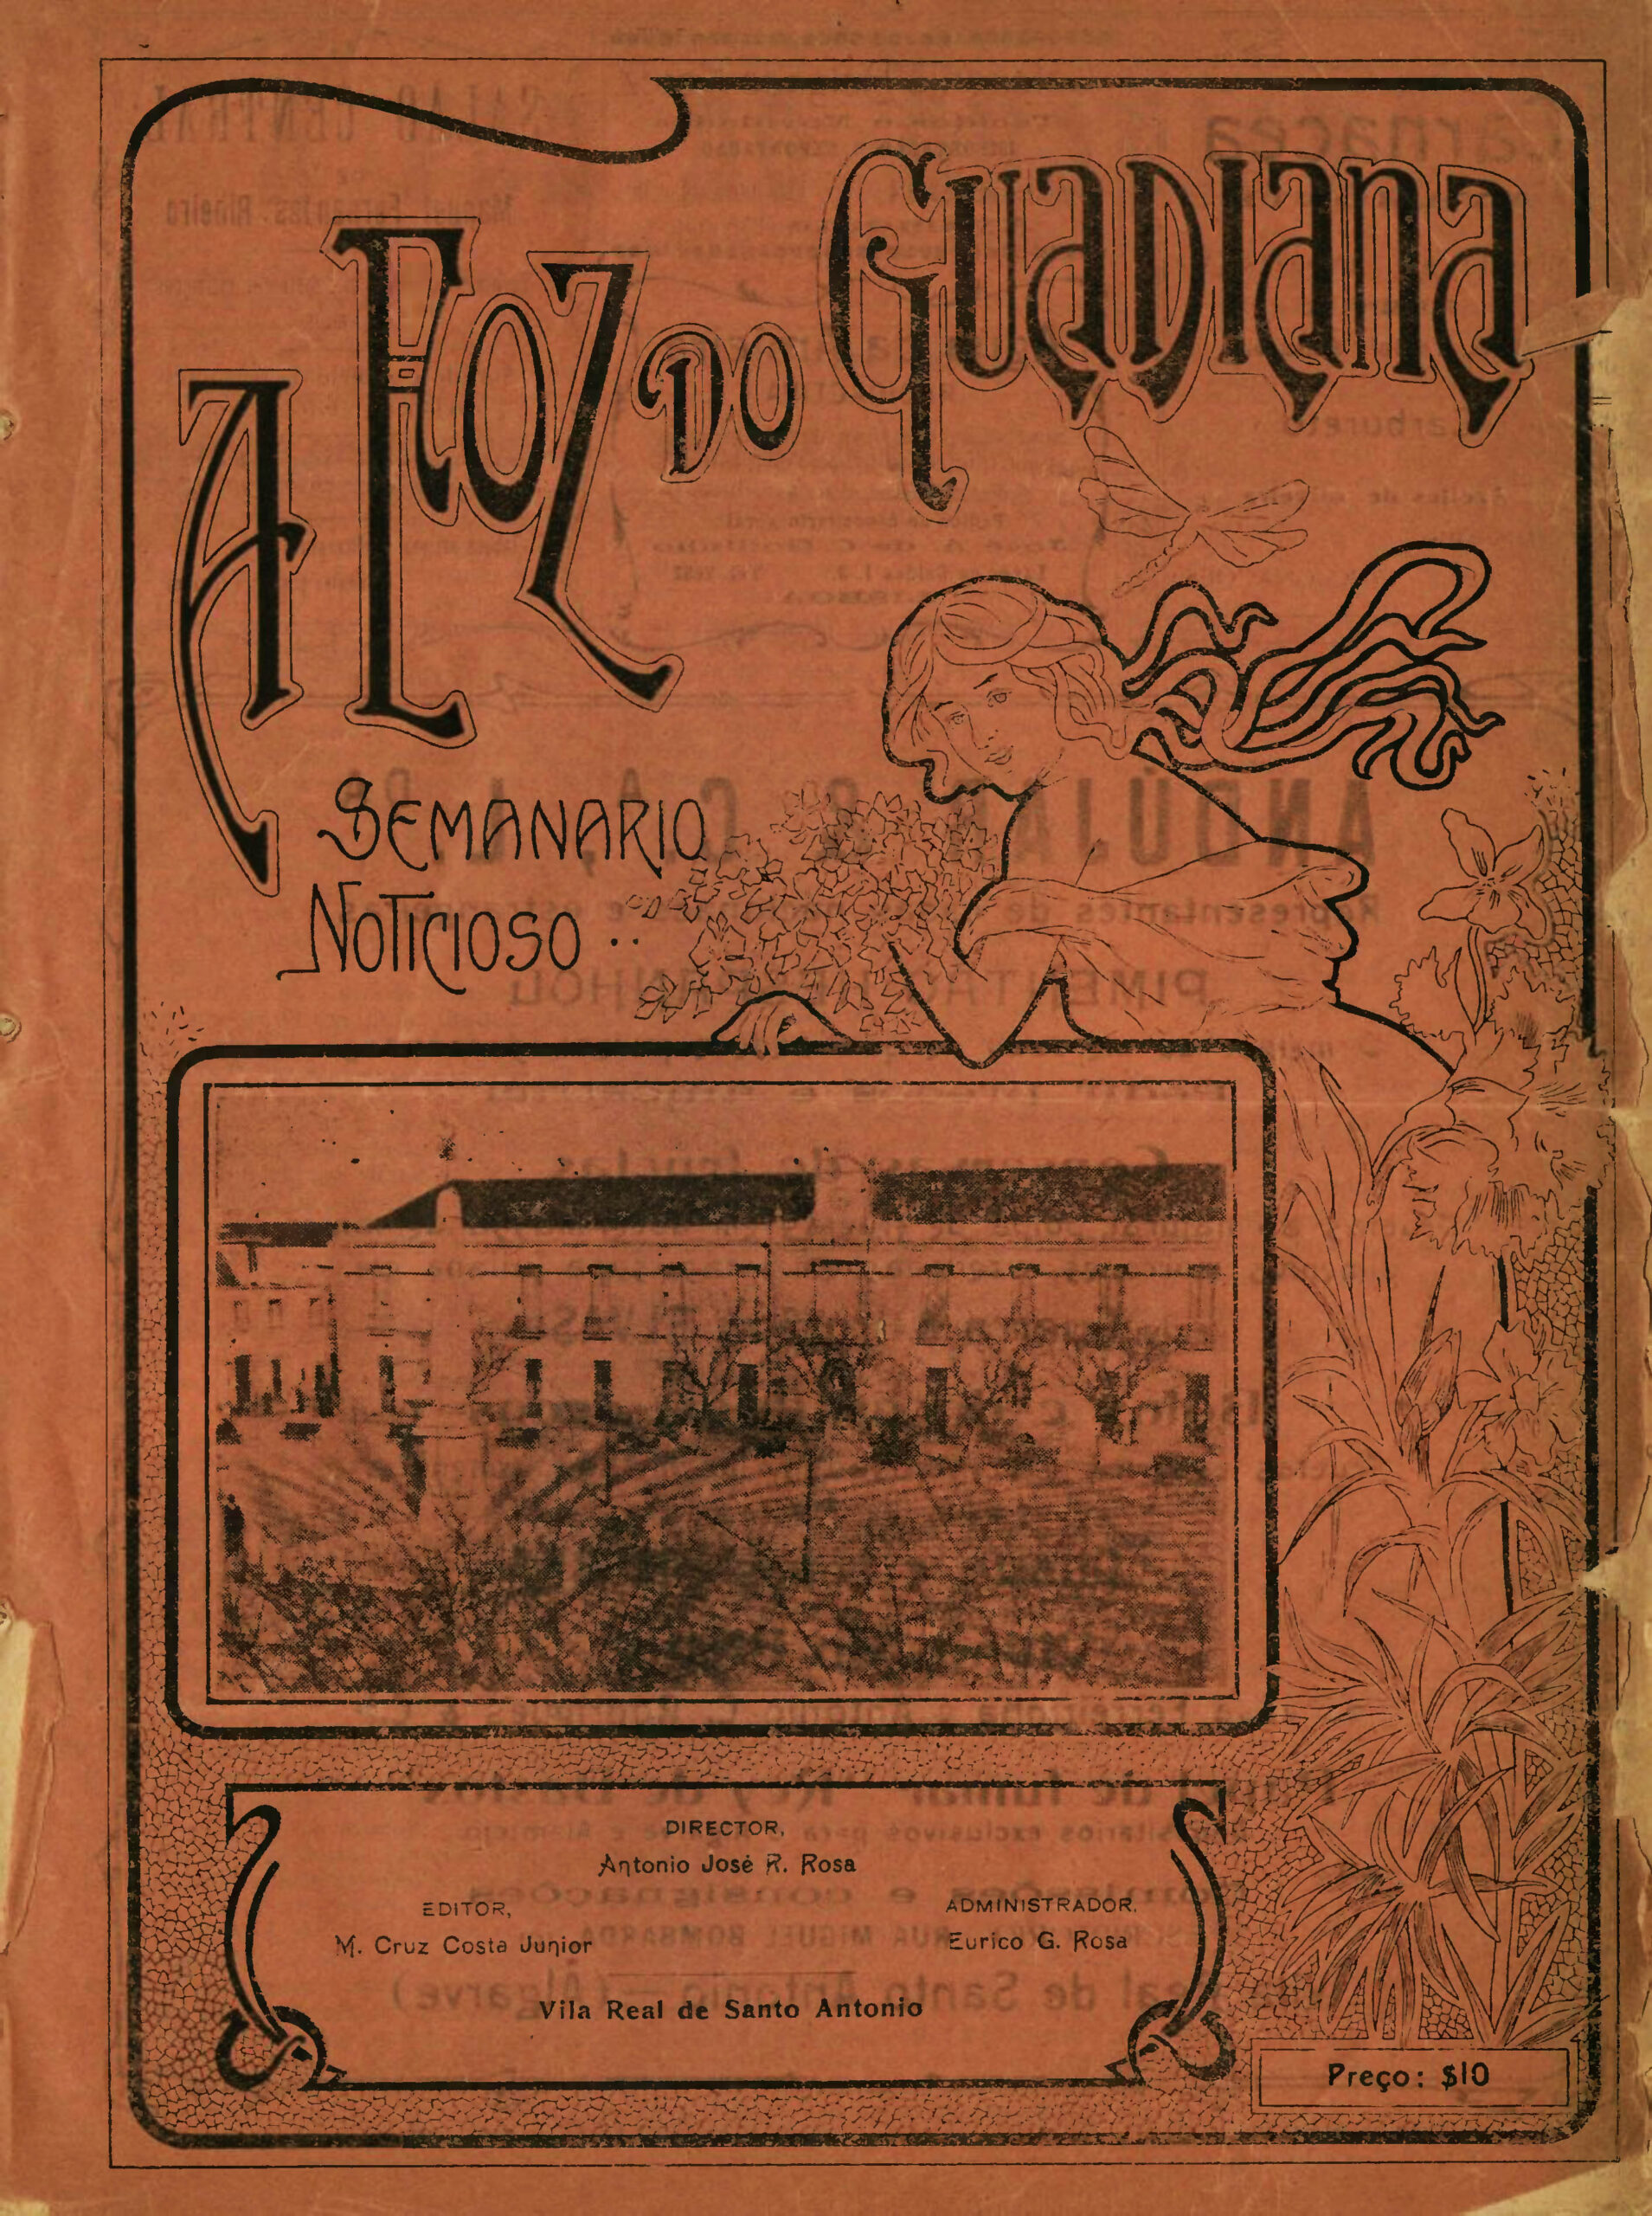 A FOZ DO GUADIANA
SEMANARIO
NOTICIOSO ..
DIRECTOR,
Antonio José R. Rosa
EDITOR,
M. Cruz Costa Junior
ADMINISTRADOR,
Eurico G. Rosa
Vila Real de Santo Antonio
Preço: $10